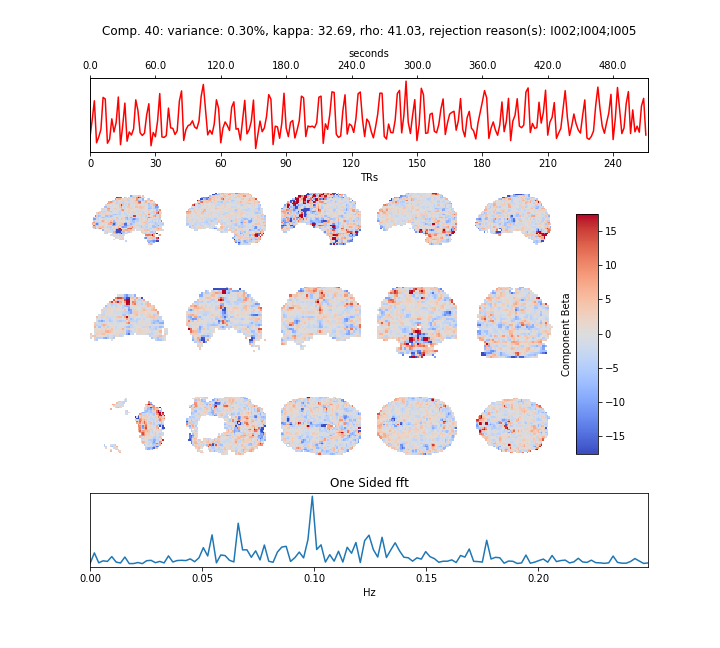 Comp. 40: variance: 0.30%, kappa: 32.69, rho: 41.03, rejection reason(s): I002;I004;I005
seconds
0.0 60.0 120.0 180.0 240.0 300.0 360.0 420.0 480.0
0 30 60 90 120 150 180 210 240
TRs
15
10
5
0
−5
−10
−15
Component Beta
One Sided fft
0.00 0.05 0.10 0.15 0.20
Hz